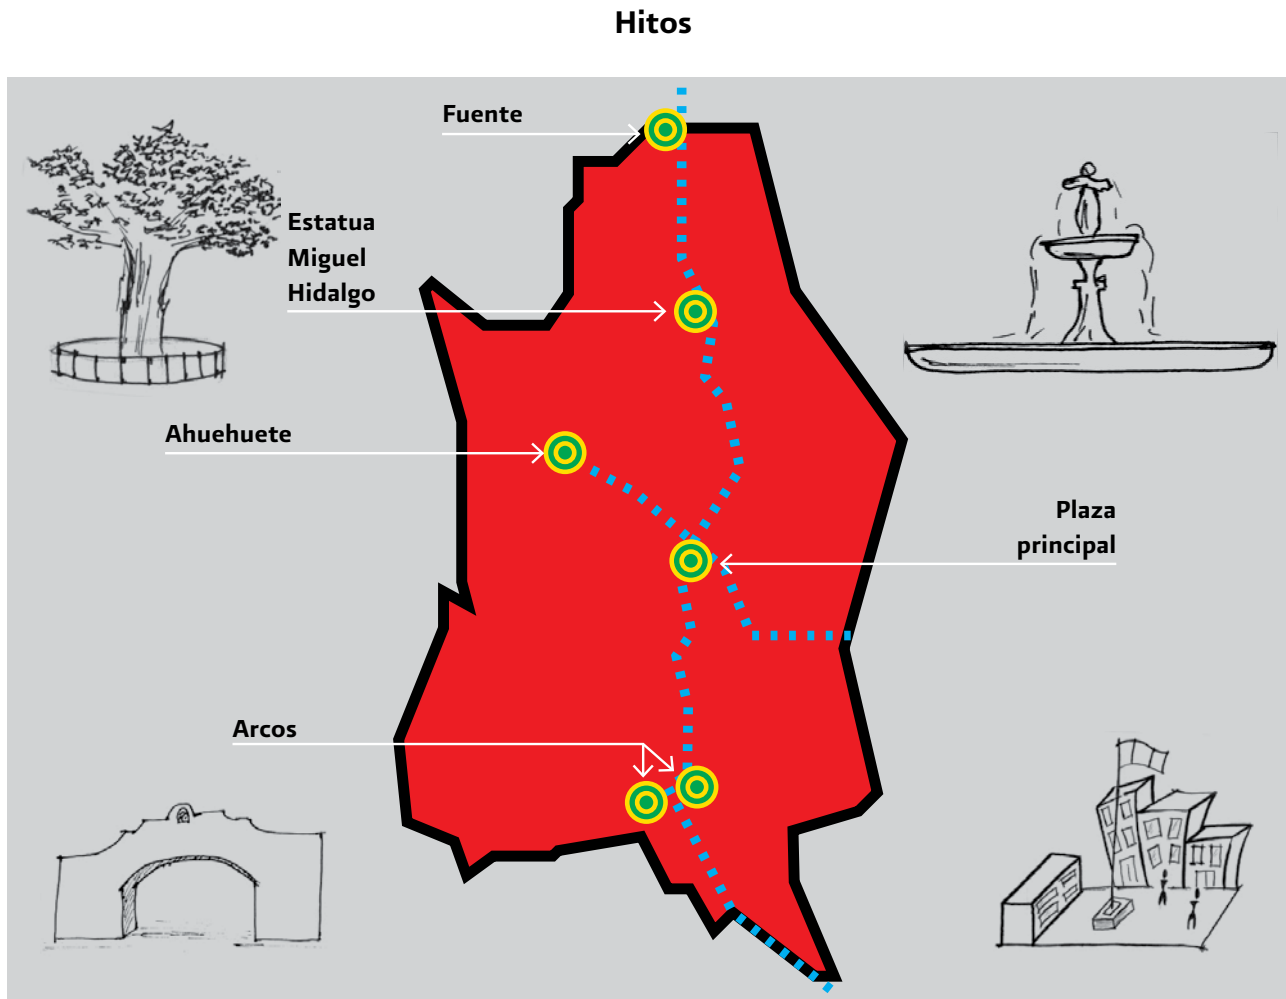 Hitos
Fuente
Estatua
Miguel
Hidalgo
Ahuehuete
Plaza
principal
Arcos